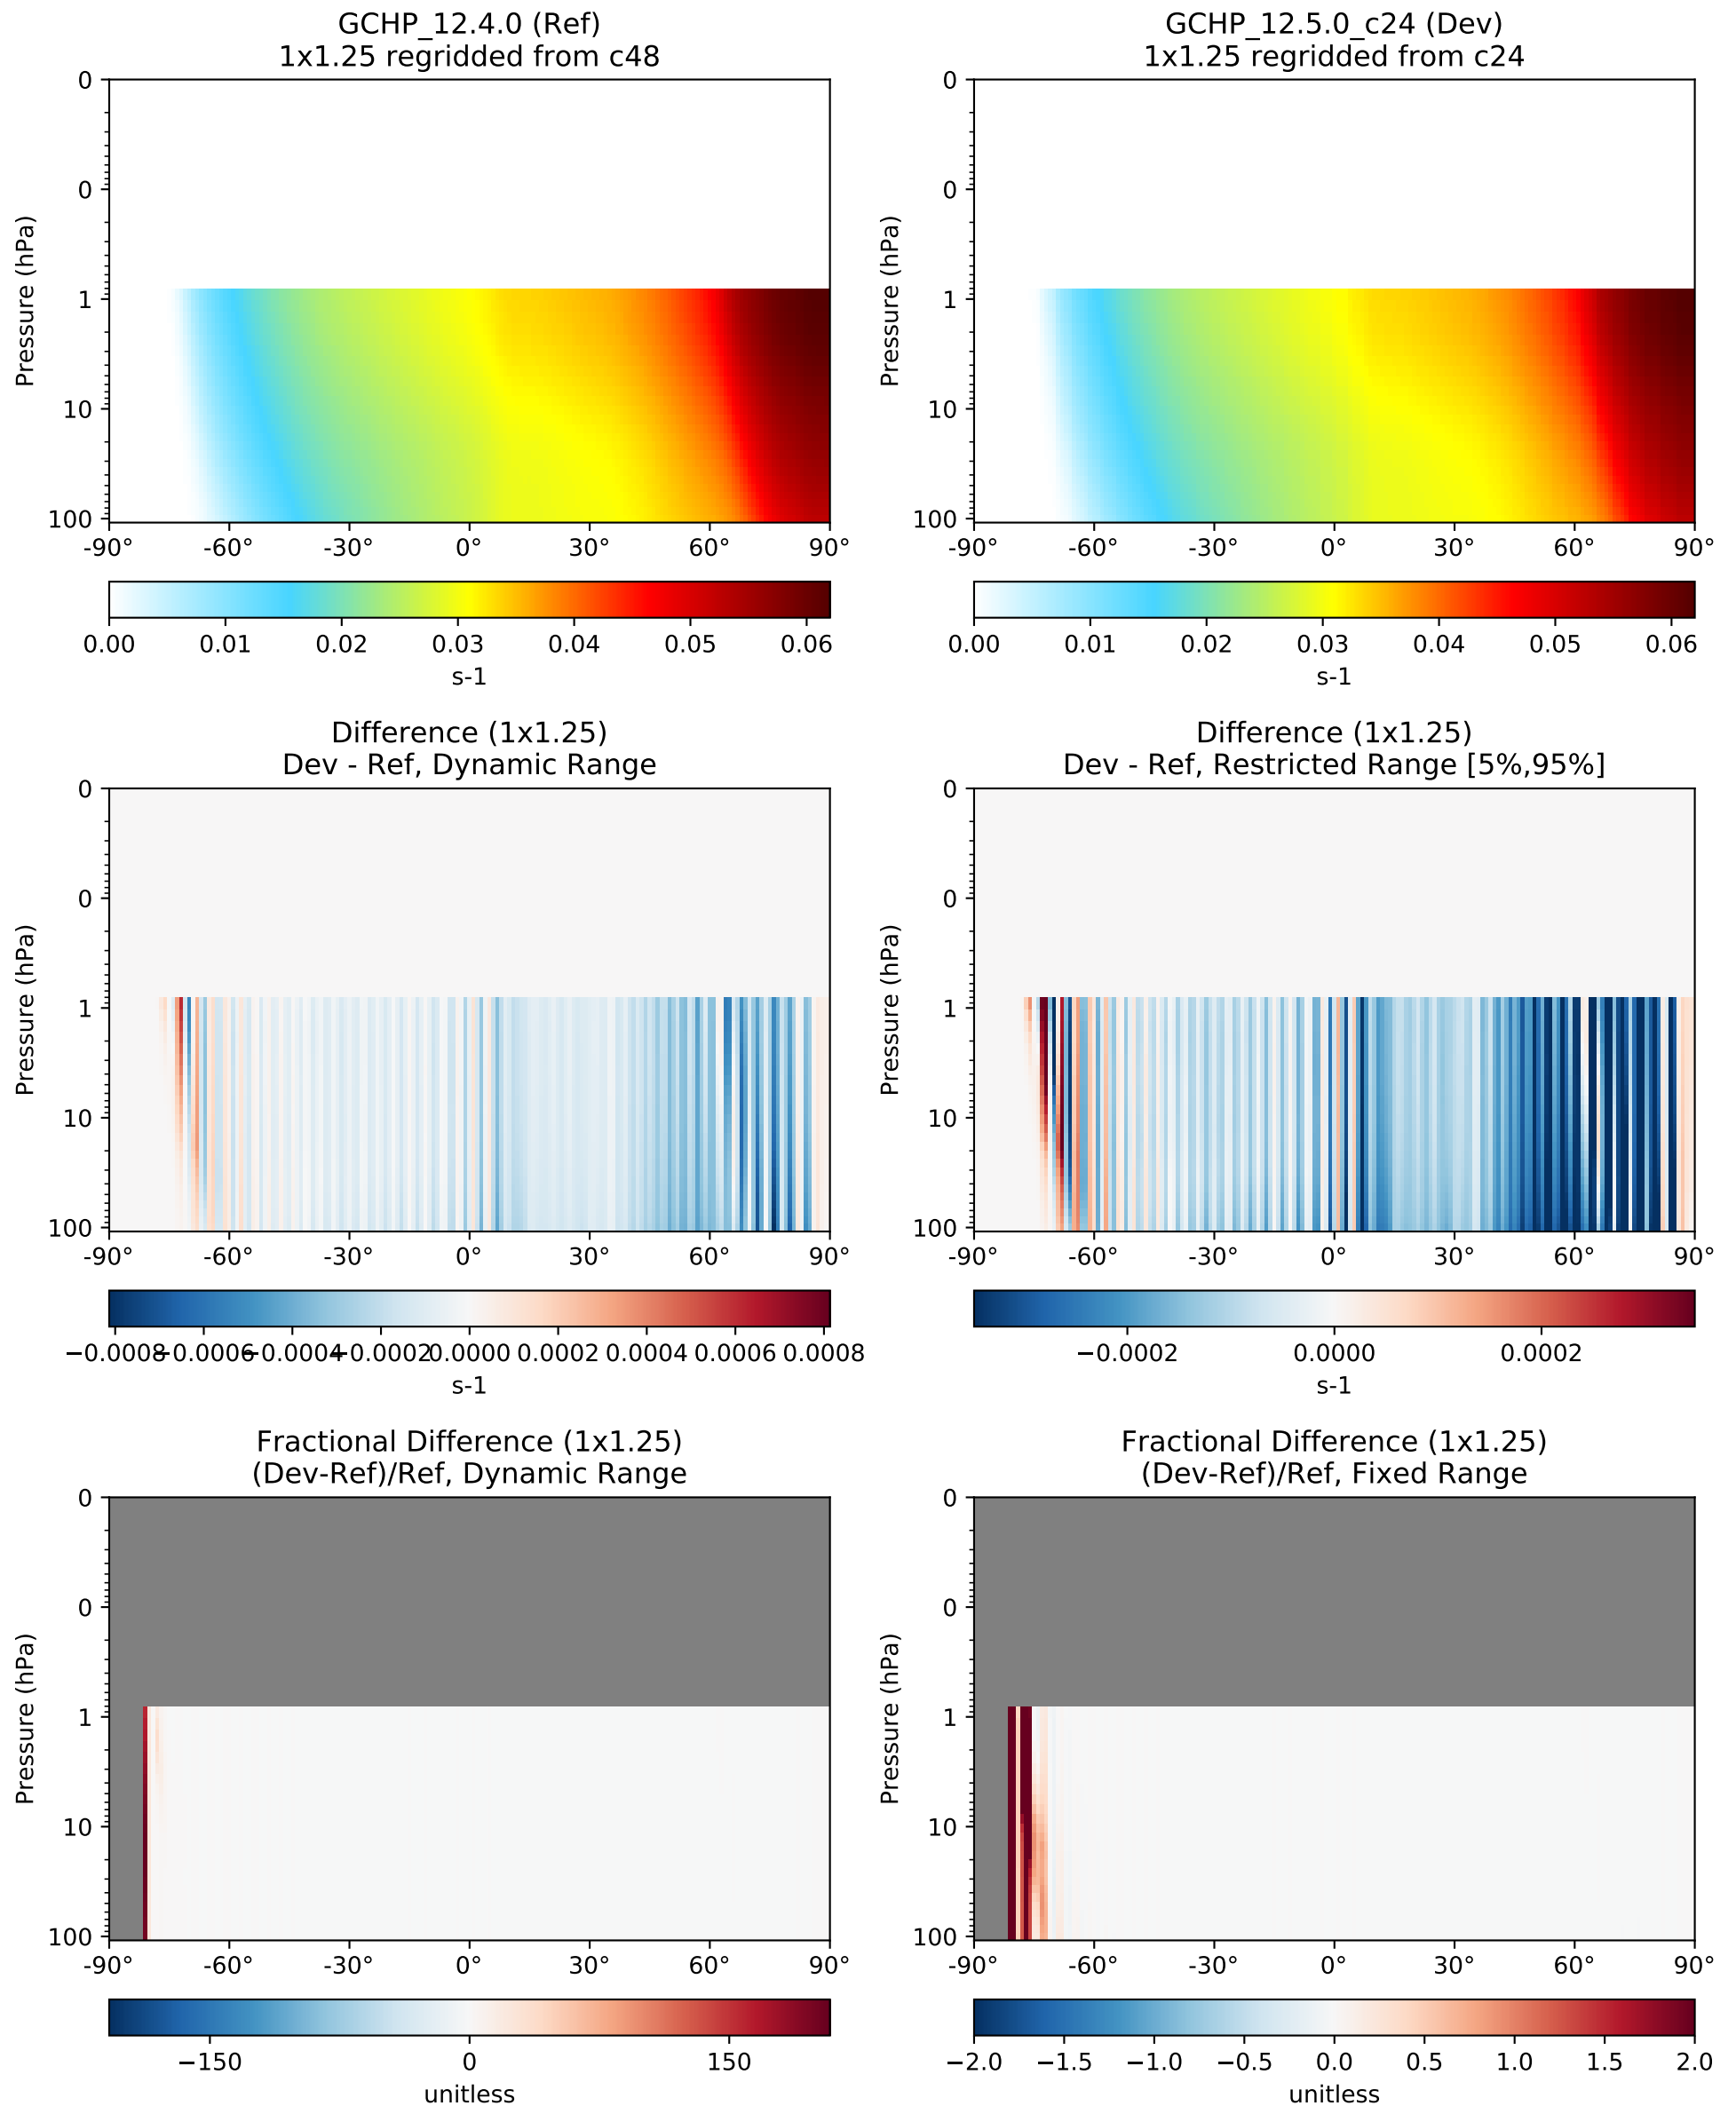 GCHP_12.4.0 (Ref)
1x1.25 regridded from c48
0
0
1
10
100
Pressure (hPa)
-90° -60° -30° 0° 30° 60° 90°
0.00 0.01 0.02 0.03 0.04 0.05 0.06
s-1
GCHP_12.5.0_c24 (Dev)
1x1.25 regridded from c24
0
0
1
10
100
Pressure (hPa)
-90° -60° -30° 0° 30° 60° 90°
0.00 0.01 0.02 0.03 0.04 0.05 0.06
s-1
Difference (1x1.25)
Dev - Ref, Dynamic Range
0
0
1
10
100
Pressure (hPa)
-90° -60° -30° 0° 30° 60° 90°
−0.0008 −0.0006 −0.0004 −0.0002 0.0000 0.0002 0.0004 0.0006 0.0008
s-1
Difference (1x1.25)
Dev - Ref, Restricted Range [5%,95%]
0
0
1
10
100
Pressure (hPa)
-90° -60° -30° 0° 30° 60° 90°
−0.0002 0.0000 0.0002
s-1
Fractional Difference (1x1.25)
(Dev-Ref)/Ref, Dynamic Range
0
0
1
10
100
Pressure (hPa)
-90° -60° -30° 0° 30° 60° 90°
−150 0 150
unitless
Fractional Difference (1x1.25)
(Dev-Ref)/Ref, Fixed Range
0
0
1
10
100
Pressure (hPa)
-90° -60° -30° 0° 30° 60° 90°
−2.0 −1.5 −1.0 −0.5 0.0 0.5 1.0 1.5 2.0
unitless